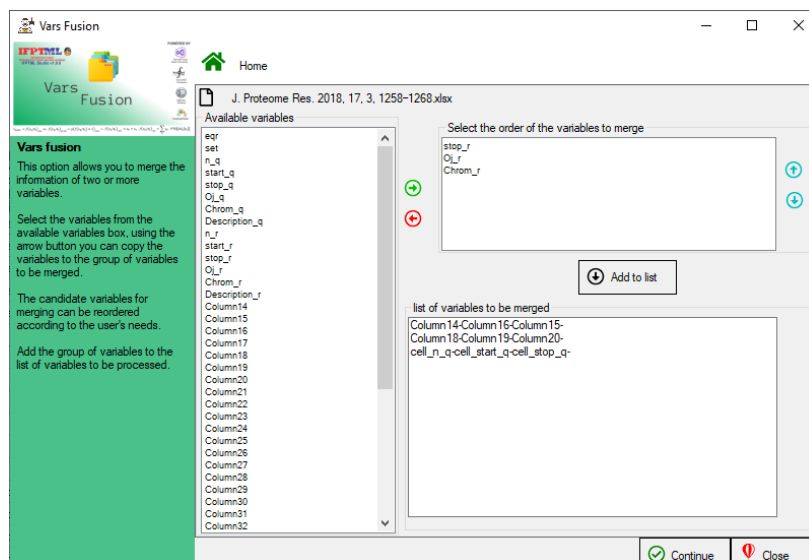 Vars Fusion
IFPTML
POWERED BY
Vars
Fusion
Home
J. Proteome Res. 2018, 17, 3, 1258-1268.xlsx
Vars fusion
This option allows you to merge the
information of two or more
variables.
Select the variables from the
available variables box, using the
arrow button you can copy the
variables to the group of variables
to be merged.
The candidate variables for
merging can be reordered
according to the user's needs.
Add the group of variables to the
list of variables to be processed.
Available variables
eqr
set
n_q
start_q
stop_q
Oj_q
Chrom_q
Description_q
n_r
start_r
stop_r
Oj_r
Chrom_r
Description_r
Column14
Column15
Column16
Column17
Column18
Column19
Column20
Column21
Column22
Column23
Column24
Column25
Column26
Column27
Column28
Column29
Column30
Column31
Column32
Select the order of the variables to merge
stop_r
Oj_r
Chrom_r
Add to list
list of variables to be merged
Column14-Column16-Column15-
Column18-Column19-Column20-
cell_n_q-cell_start_q-cell_stop_q-
Continue
Close